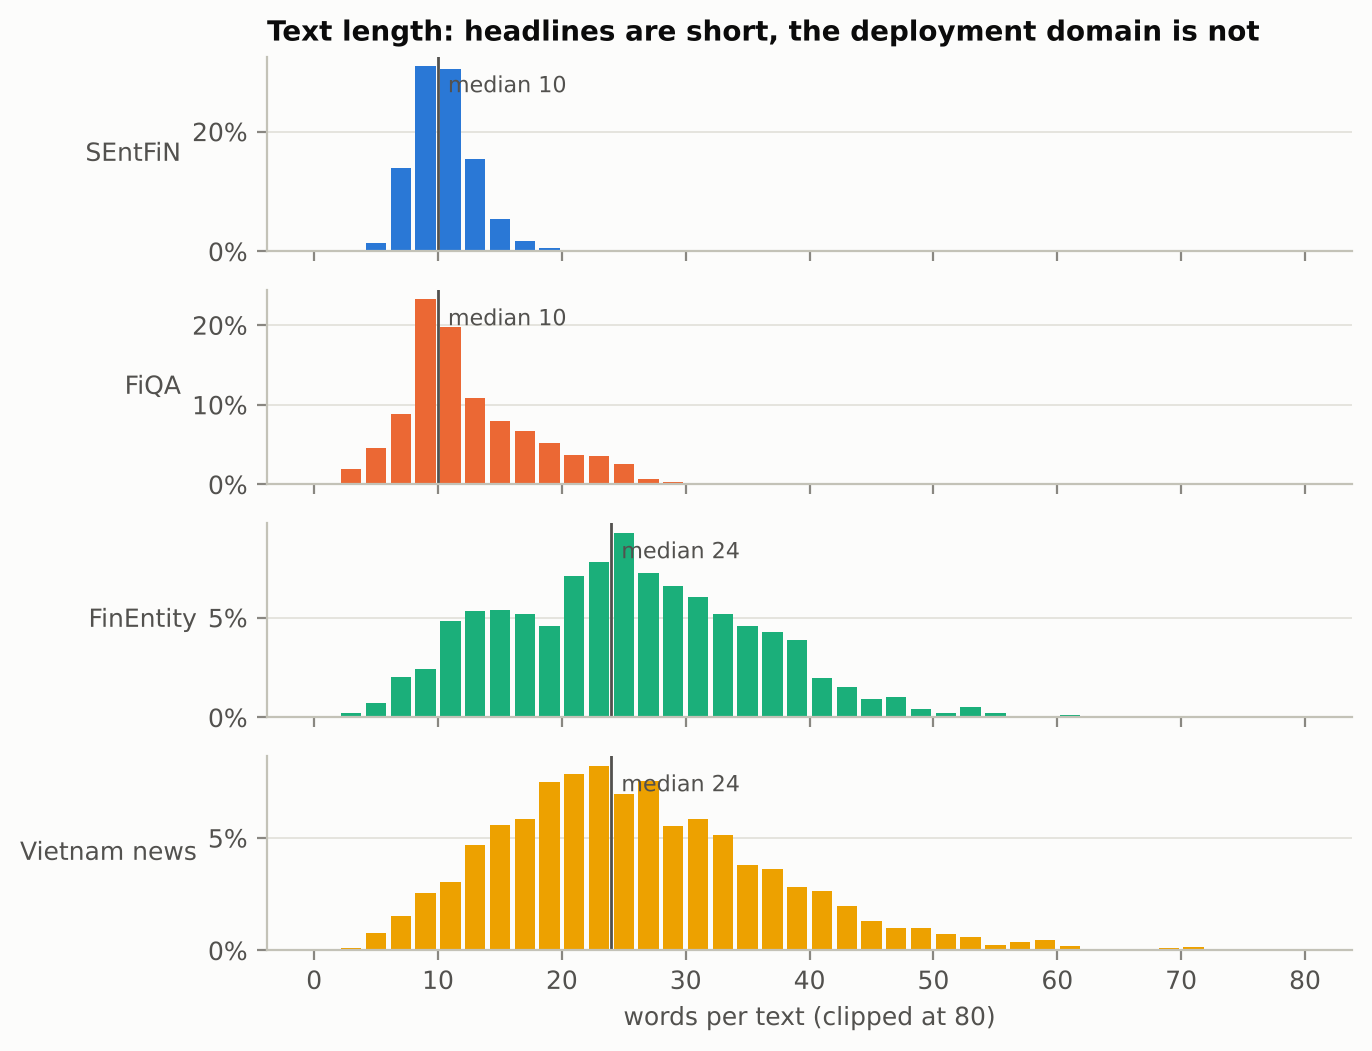 Text length: headlines are short, the deployment domain is not
median 10
20%
SEntFiN
0%
median 10
20%
FiQA
10%
0%
median 24
FinEntity
5%
0%
median 24
5%
Vietnam news
0%
0 10 20 30 40 50 60 70 80
words per text (clipped at 80)